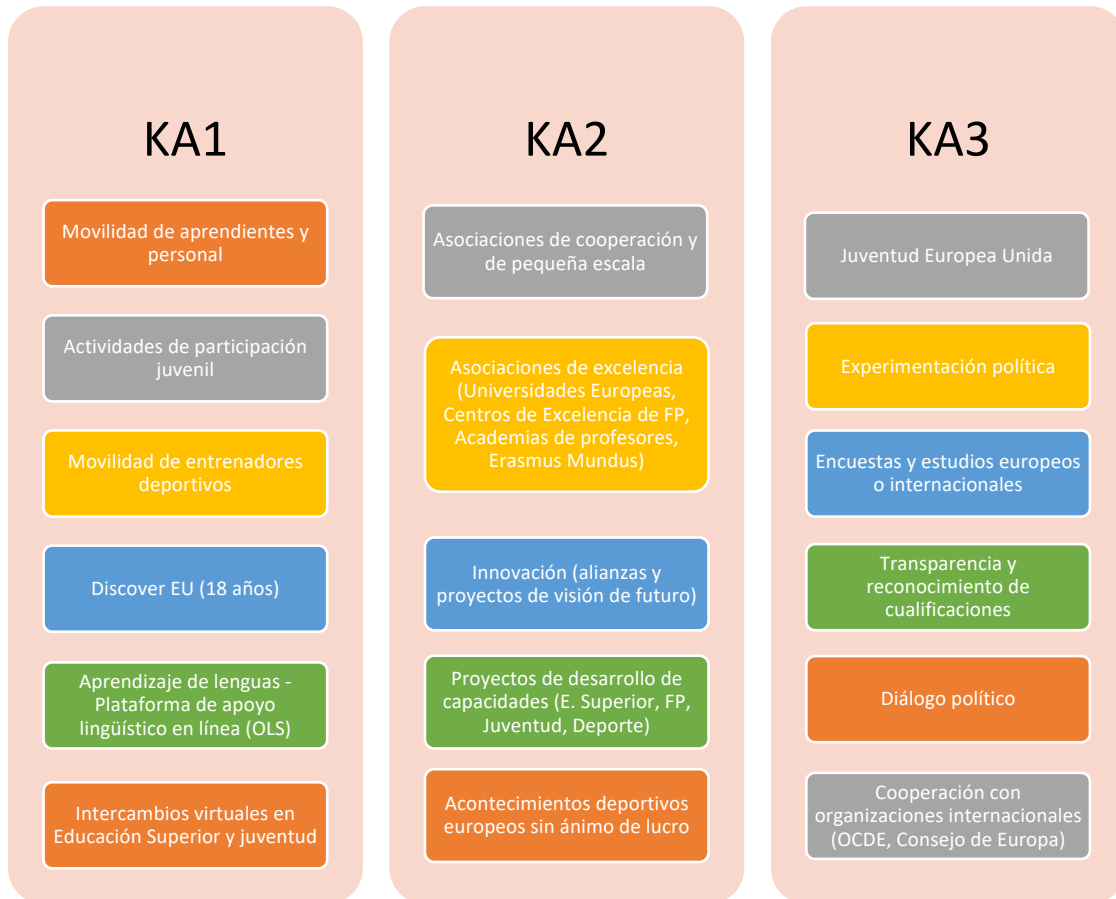 KA1
Movilidad de aprendientes y
personal
Actividades de participación
juvenil
Movilidad de entrenadores
deportivos
Discover EU (18 años)
Aprendizaje de lenguas -
Plataforma de apoyo
lingüístico en línea (OLS)
Intercambios virtuales en
Educación Superior y juventud
KA2
Asociaciones de cooperación y
de pequeña escala
Asociaciones de excelencia
(Universidades Europeas,
Centros de Excelencia de FP,
Academias de profesores,
Erasmus Mundus)
Innovación (alianzas y
proyectos de visión de futuro)
Proyectos de desarrollo de
capacidades (E. Superior, FP,
Juventud, Deporte)
Acontecimientos deportivos
europeos sin ánimo de lucro
KA3
Juventud Europea Unida
Experimentación política
Encuestas y estudios europeos
o internacionales
Transparencia y
reconocimiento de
cualificaciones
Diálogo político
Cooperación con
organizaciones internacionales
(OCDE, Consejo de Europa)